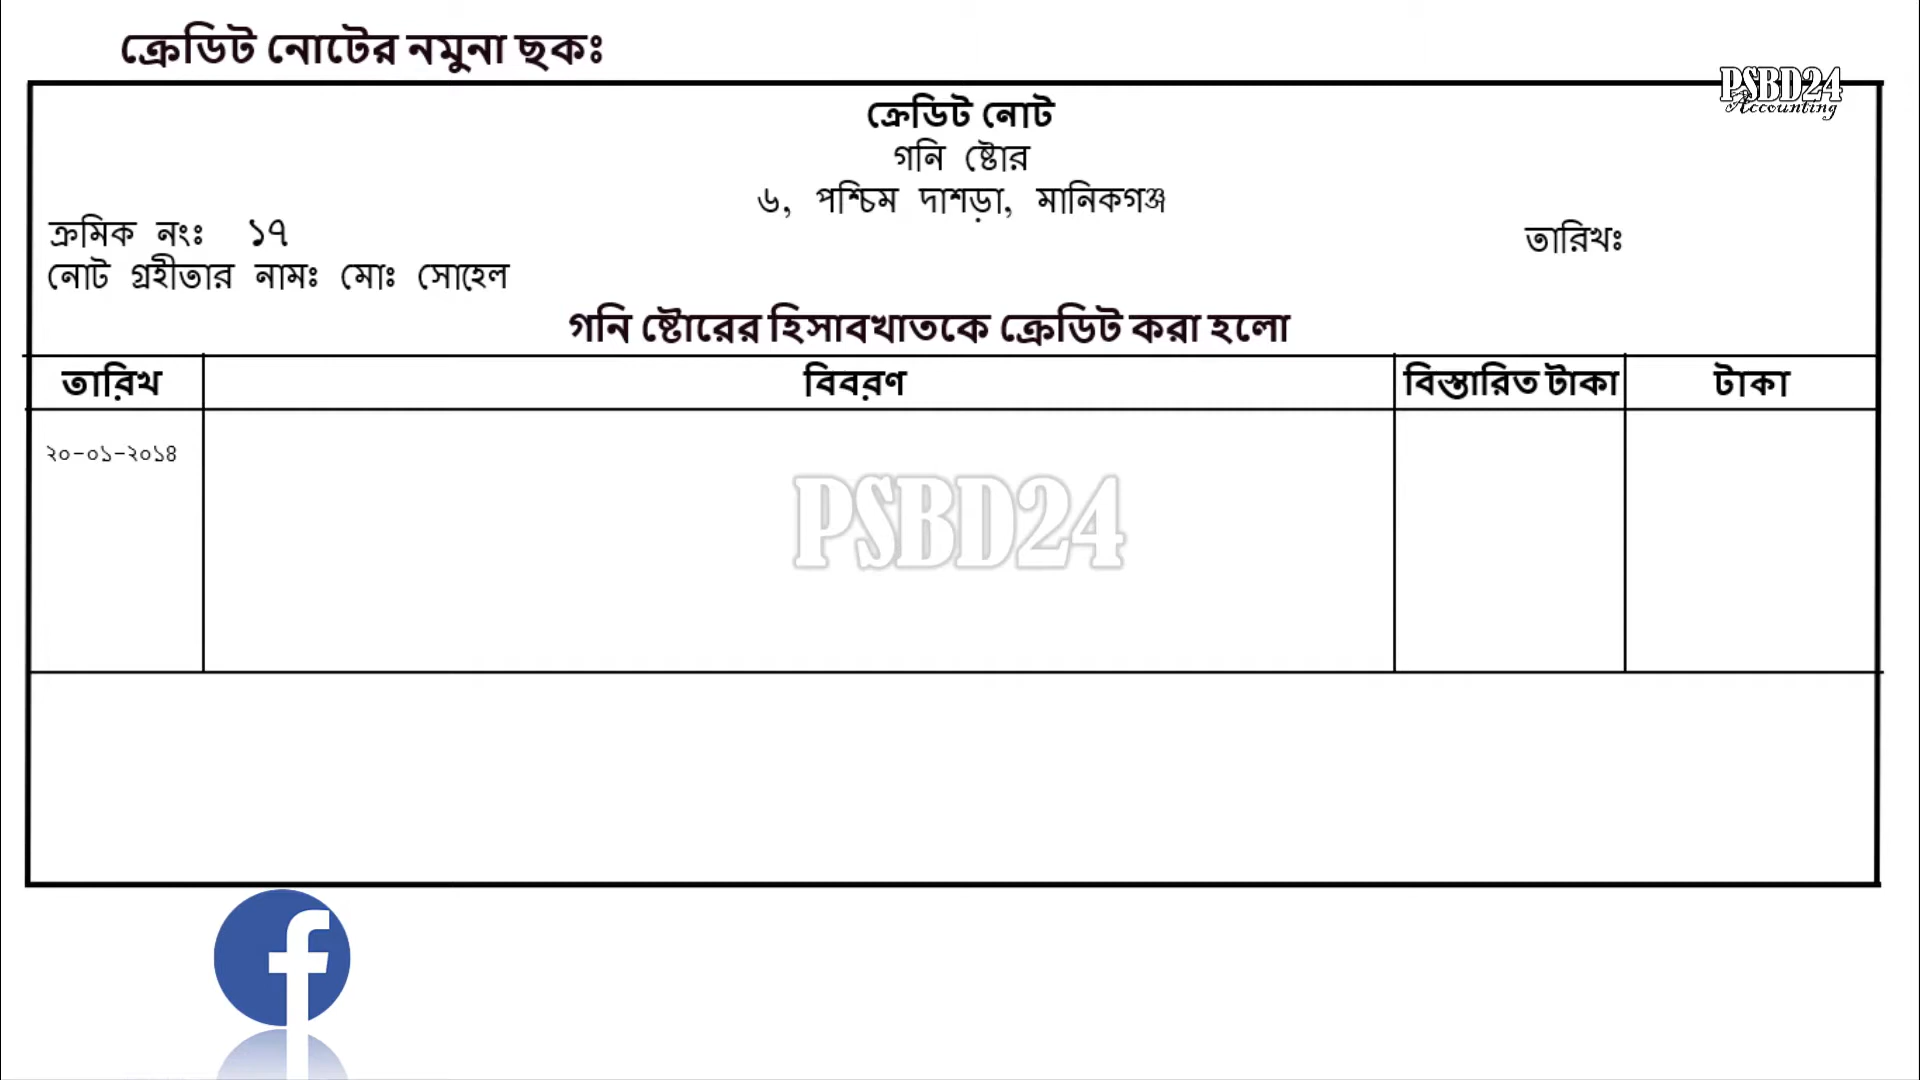 ক্রেডিট নোটের নমুনা ছকঃ
PSBD24
Accounting
ক্রেডিট নোট
গনি ষ্টোর
৬, পশ্চিম দাশড়া, মানিকগঞ্জ
ক্রমিক নংঃ ১৭
তারিখঃ
নোট গ্রহীতার নামঃ মোঃ সোহেল
গনি ষ্টোরের হিসাবখাতকে ক্রেডিট করা হলো
তারিখ বিবরণ বিস্তারিত টাকা টাকা
২০-০১-২০১৪
PSBD24
f